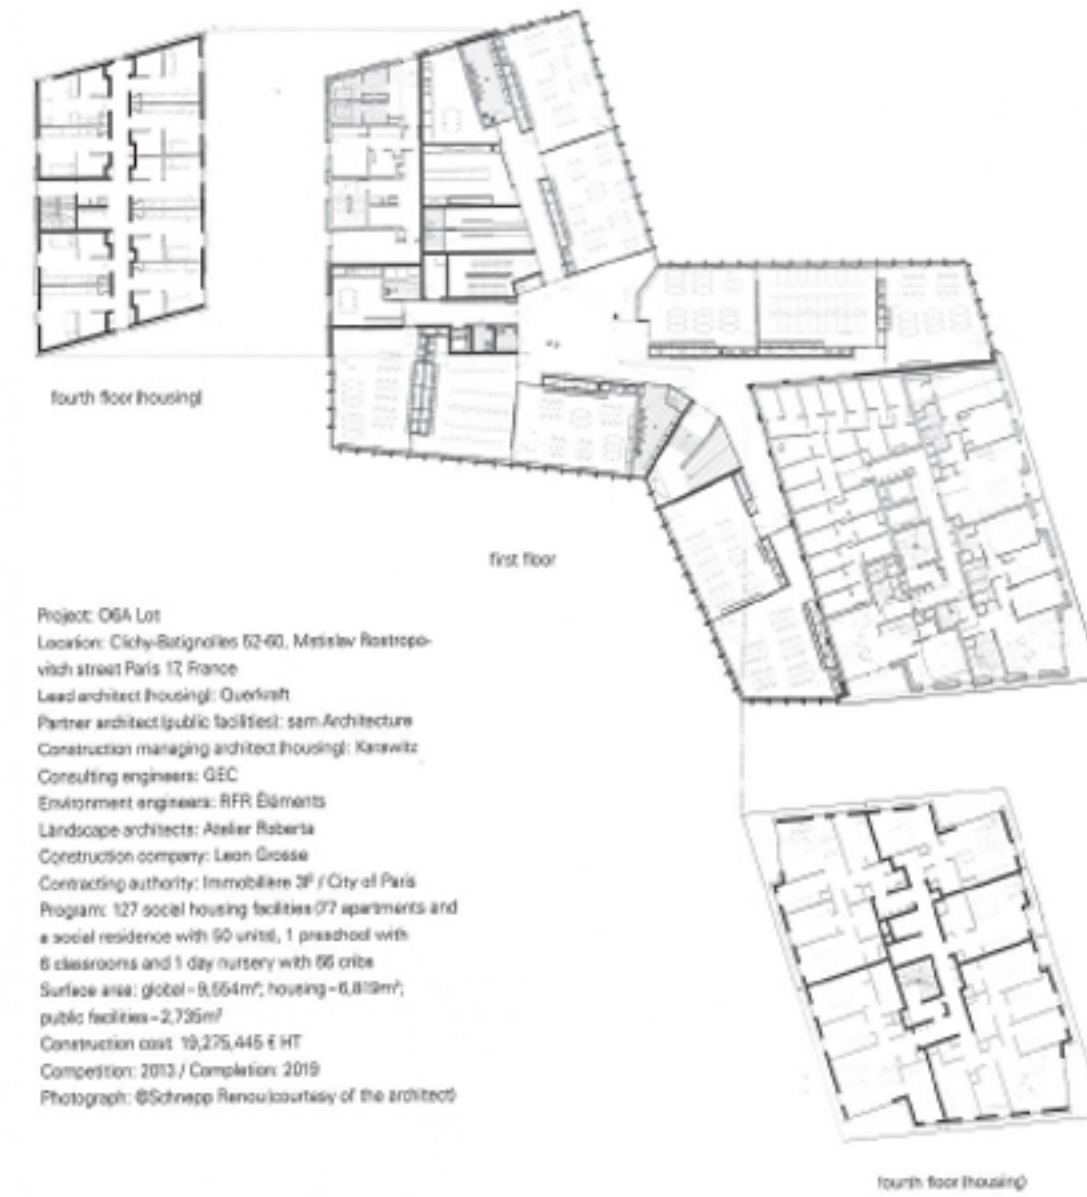 fourth floor (housing)
first floor
Project: O6A Lot
Location: Clichy-Batignolles 52-60, Mstislav Rostropo-
vitch street Paris 17, France
Lead architect (housing): Querkraft
Partner architect (public facilities): sam Architecture
Construction managing architect (housing): Karawitz
Consulting engineers: GEC
Environment engineers: RFR Éléments
Landscape architects: Atelier Roberta
Construction company: Leon Grosse
Contracting authority: Immobilière 3F / City of Paris
Program: 127 social housing facilities (77 apartments and
a social residence with 50 units), 1 preschool with
8 classrooms and 1 day nursery with 66 cribs
Surface area: global - 9,554m²; housing - 6,819m²;
public facilities - 2,735m²
Construction cost: 19,275,445 € HT
Competition: 2013 / Completion: 2019
Photograph: ©Schnepp Renou (courtesy of the architect)
fourth floor (housing)